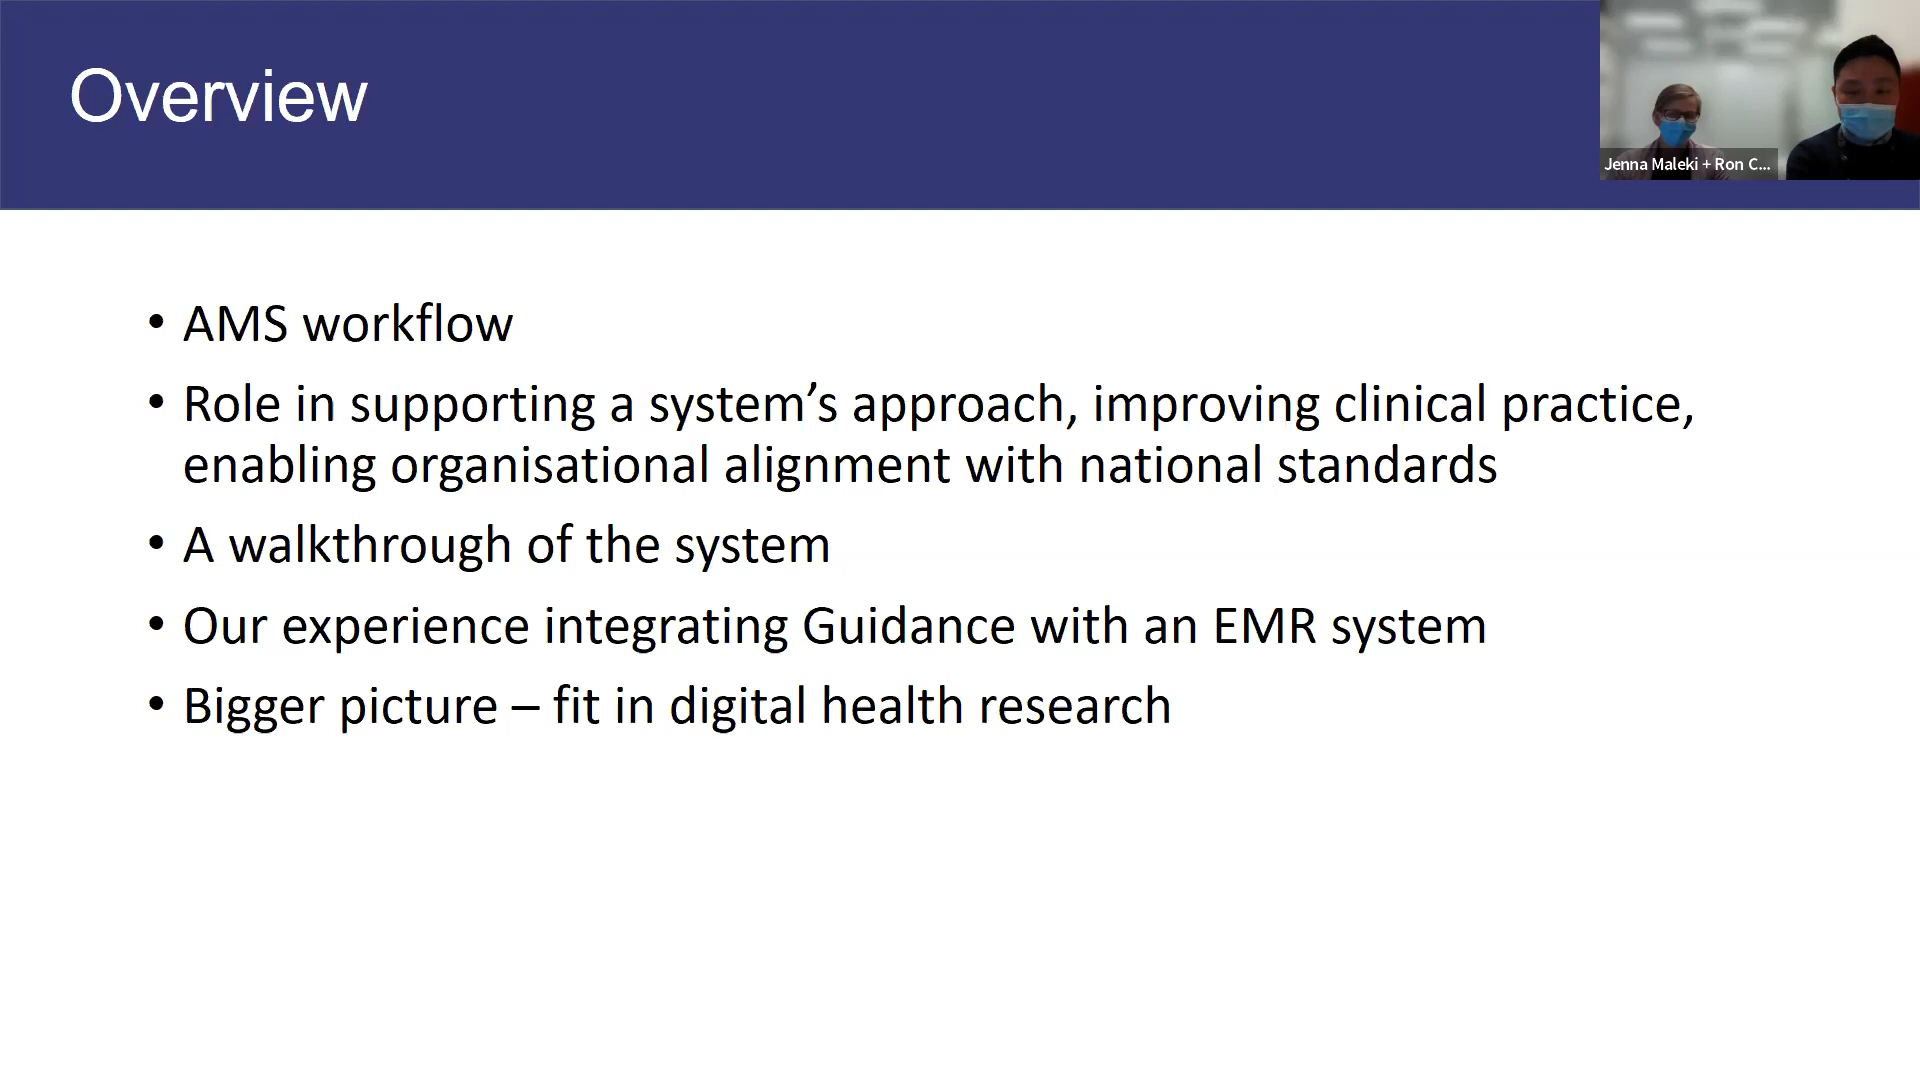 Overview
Jenna Maleki + Ron C...
• AMS workflow
• Role in supporting a system’s approach, improving clinical practice,
enabling organisational alignment with national standards
• A walkthrough of the system
• Our experience integrating Guidance with an EMR system
• Bigger picture – fit in digital health research